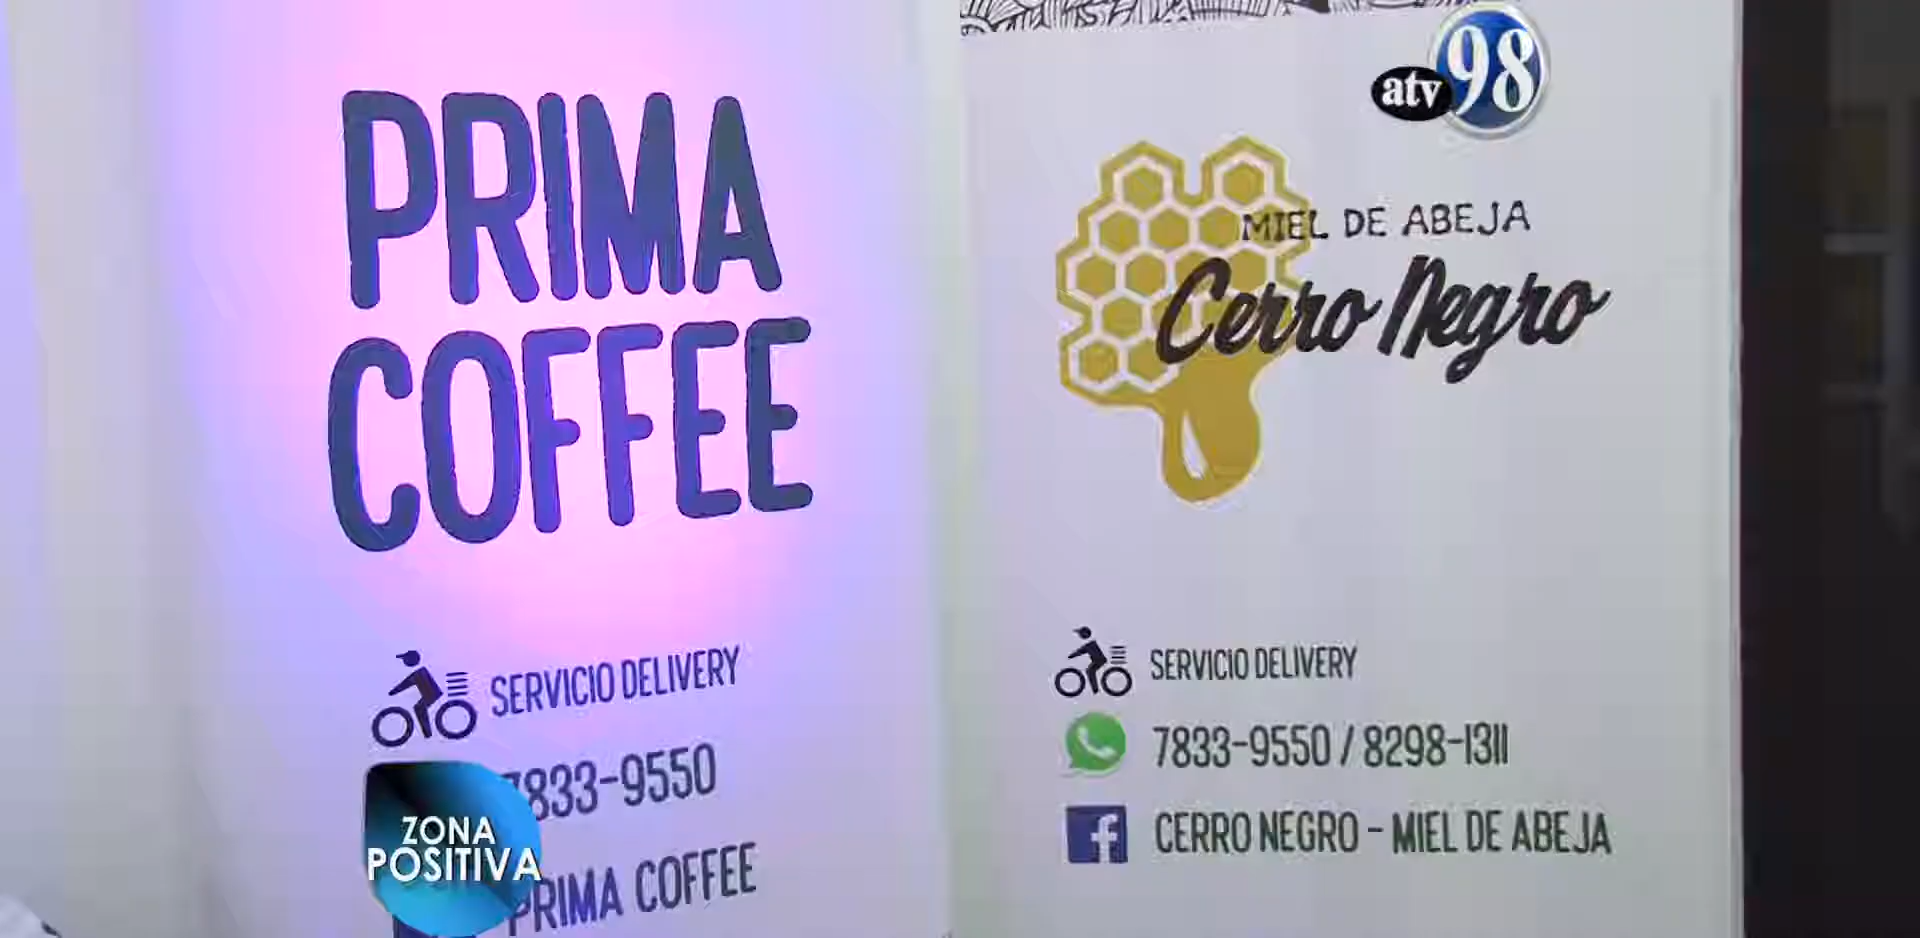 PRIMA
COFFEE
SERVICIO DELIVERY
7833-9550
PRIMA COFFEE
ZONA
POSITIVA
atv 98
MIEL DE ABEJA
Cerro Negro
SERVICIO DELIVERY
7833-9550 / 8298-1311
CERRO NEGRO - MIEL DE ABEJA